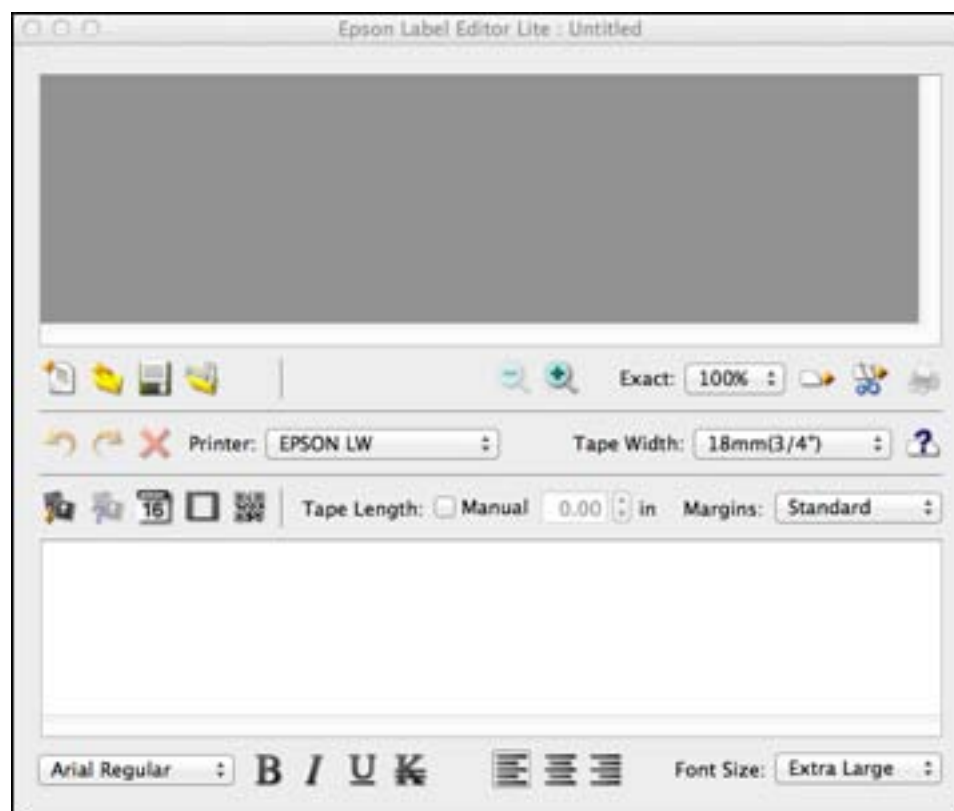 Epson Label Editor Lite : Untitled
Exact: 100%
Printer: EPSON LW Tape Width: 18mm(3/4")
16 Tape Length: Manual 0.00 in Margins: Standard
Arial Regular B I U K Font Size: Extra Large